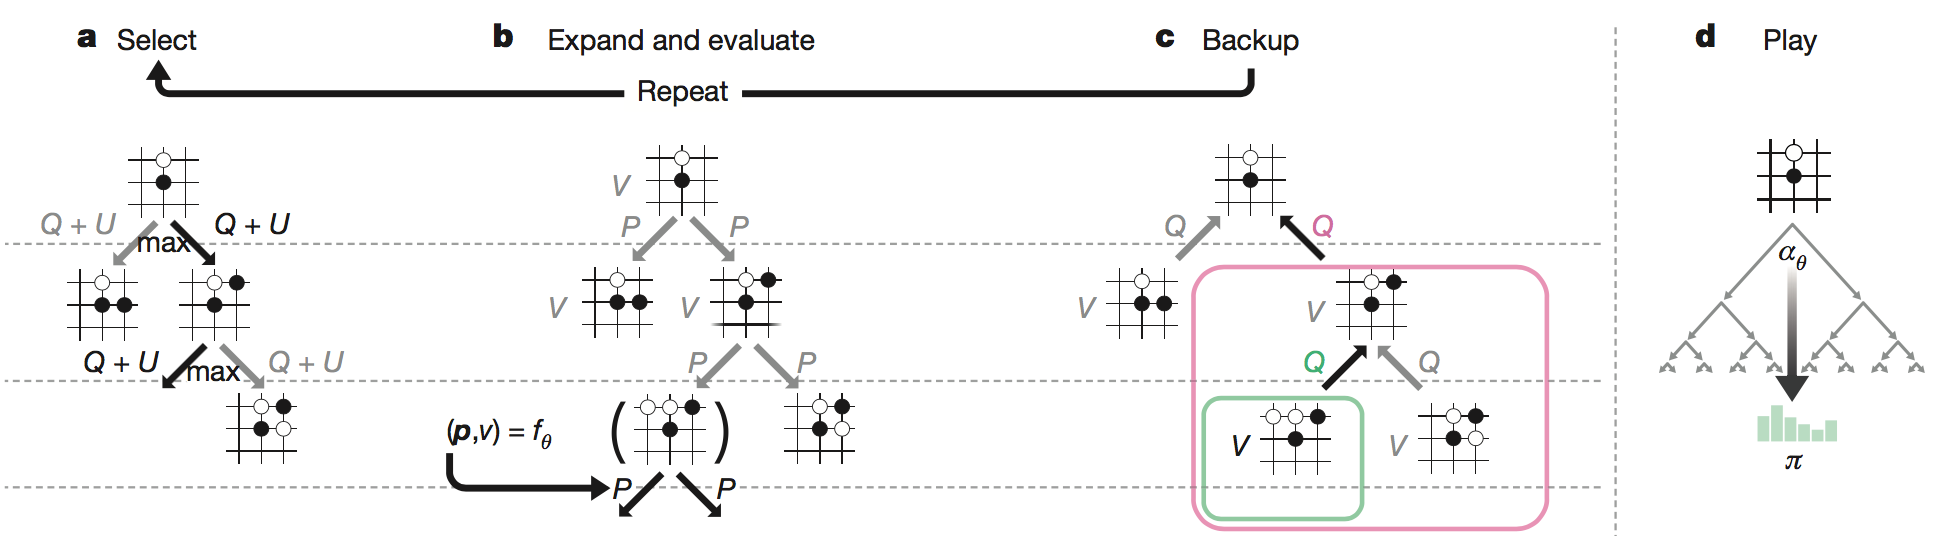 a Select
b Expand and evaluate
c Backup
d Play
Repeat
Q + U
max
Q + U
Q + U
max
Q + U
V
P
P
V
V
P
P
(p,v) = fθ
( )
P
P
Q
Q
V
V
Q
Q
V
V
αθ
π